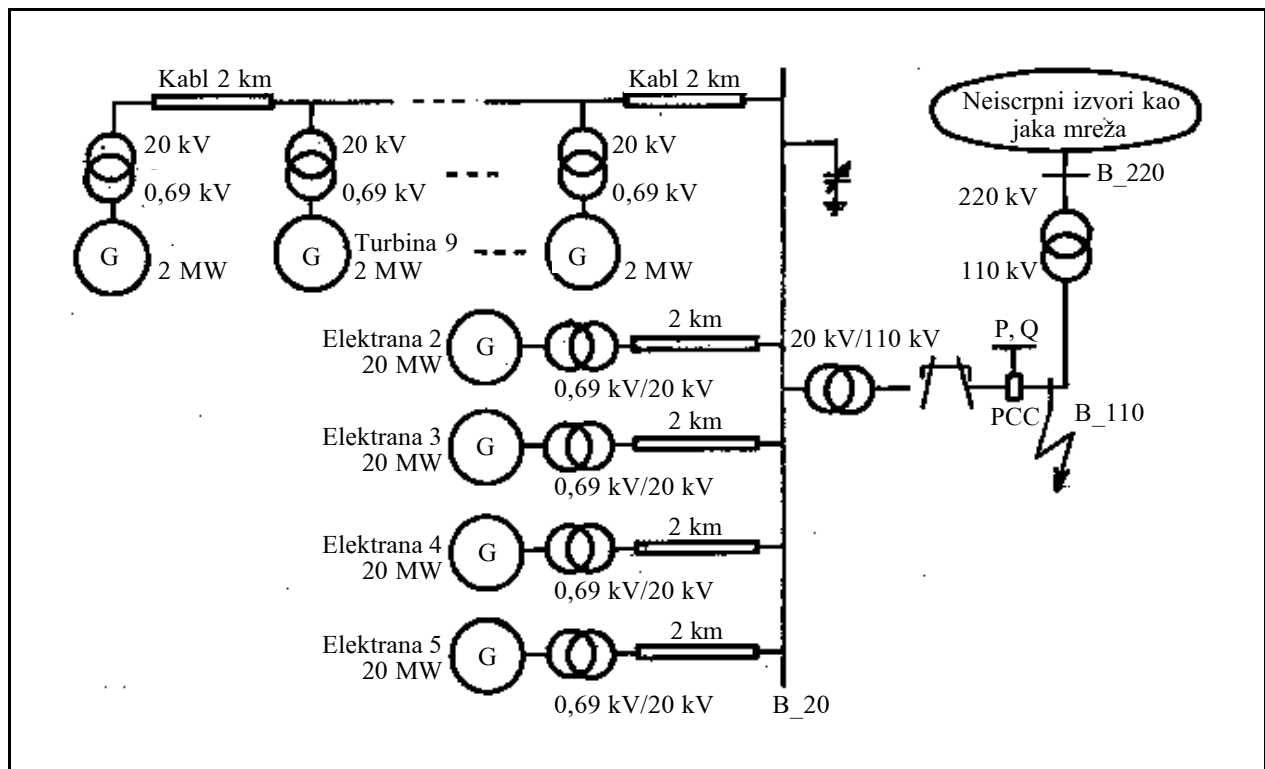 Kabl 2 km
Kabl 2 km
Neiscrpni izvori kao
jaka mreža
20 kV
20 kV
20 kV
B_220
0,69 kV
0,69 kV
0,69 kV
220 kV
G
G
G
Turbina 9
2 MW
2 MW
2 MW
110 kV
Elektrana 2
20 MW
G
2 km
0,69 kV/20 kV
20 kV/110 kV
P, Q
PCC
B_110
Elektrana 3
20 MW
G
2 km
0,69 kV/20 kV
Elektrana 4
20 MW
G
2 km
0,69 kV/20 kV
Elektrana 5
20 MW
G
2 km
0,69 kV/20 kV
B_20